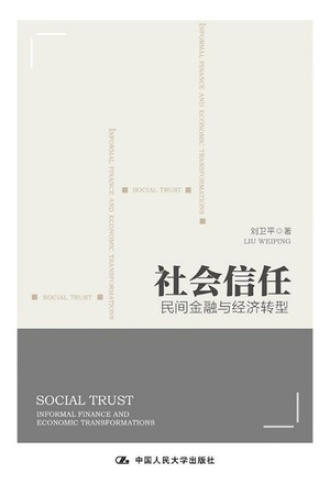 INFORMAL FINANCE AND ECONOMIC TRANSFORMATIONS
INFORMAL FINANCE AND ECONOMIC TRANSFORMATIONS
SOCIAL TRUST
刘卫平 著
LIU WEIPING
社会信任
民间金融与经济转型
SOCIAL TRUST
SOCIAL TRUST
INFORMAL FINANCE AND
ECONOMIC TRANSFORMATIONS
中国人民大学出版社